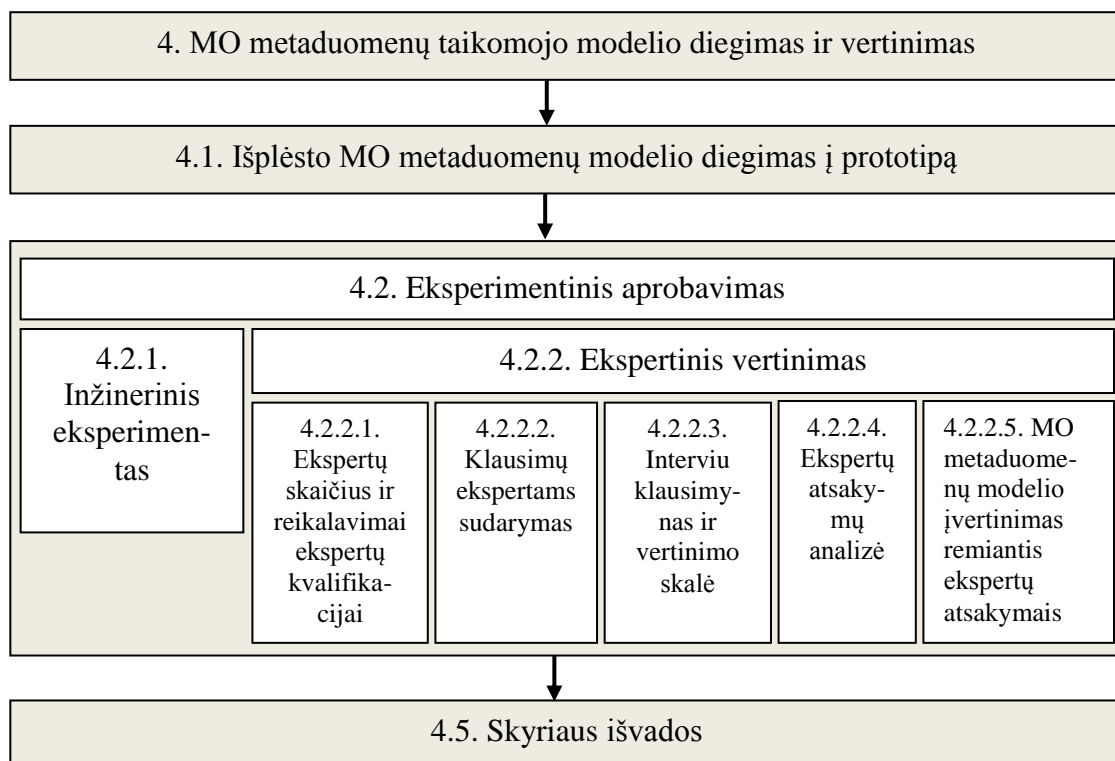 4. MO metaduomenų taikomojo modelio diegimas ir vertinimas
4.1. Išplėsto MO metaduomenų modelio diegimas į prototipą
4.2. Eksperimentinis aprobavimas
4.2.1.
Inžinerinis
eksperimen-
tas
4.2.2. Ekspertinis vertinimas
4.2.2.1.
Ekspertų
skaičius ir
reikalavimai
ekspertų
kvalifika-
cijai
4.2.2.2.
Klausimų
ekspertams
sudarymas
4.2.2.3.
Interviu
klausimy-
nas ir
vertinimo
skalė
4.2.2.4.
Ekspertų
atsaky-
mų
analizė
4.2.2.5. MO
metaduome-
nų modelio
įvertinimas
remiantis
ekspertų
atsakymais
4.5. Skyriaus išvados